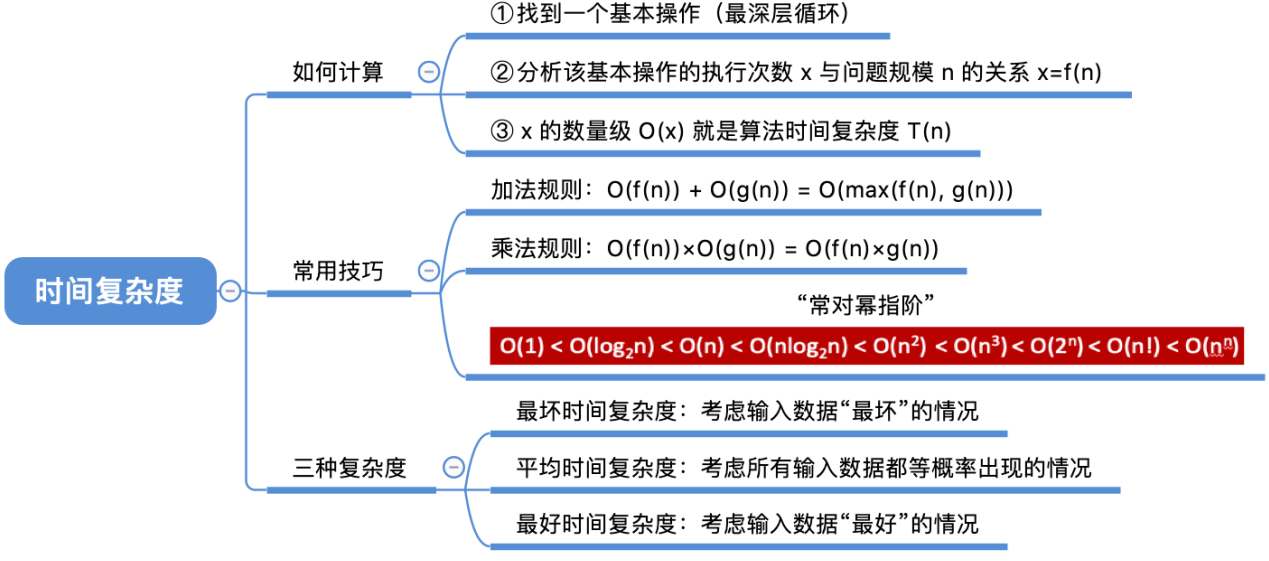 时间复杂度
如何计算
①找到一个基本操作（最深层循环）
②分析该基本操作的执行次数 x 与问题规模 n 的关系 x=f(n)
③ x 的数量级 O(x) 就是算法时间复杂度 T(n)
常用技巧
加法规则：O(f(n)) + O(g(n)) = O(max(f(n), g(n)))
乘法规则：O(f(n))×O(g(n)) = O(f(n)×g(n))
“常对幂指阶”
O(1) < O(log₂n) < O(n) < O(nlog₂n) < O(n²) < O(n³) < O(2ⁿ) < O(n!) < O(nⁿ)
三种复杂度
最坏时间复杂度：考虑输入数据“最坏”的情况
平均时间复杂度：考虑所有输入数据都等概率出现的情况
最好时间复杂度：考虑输入数据“最好”的情况